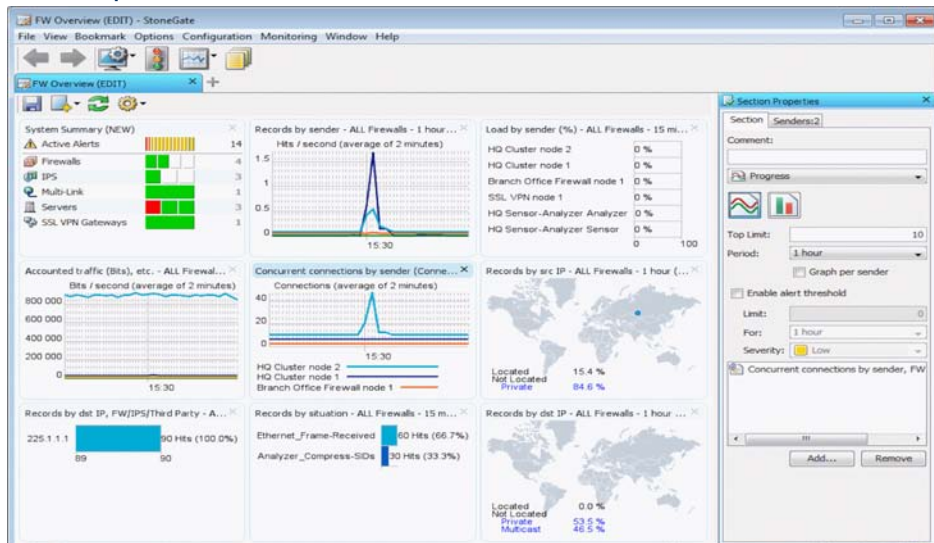 FW Overview (EDIT) - StoneGate
File View Bookmark Options Configuration Monitoring Window Help
FW Overview (EDIT)
System Summary (NEW)
Active Alerts 14
Firewalls 4
IPS 3
Multi-Link 1
Servers 3
SSL VPN Gateways 1
Records by sender - ALL Firewalls - 1 hour...
Hits / second (average of 2 minutes)
1.5
1
0.5
0
15:30
Load by sender (%) - ALL Firewalls - 15 mi...
HQ Cluster node 2 0 %
HQ Cluster node 1 0 %
Branch Office Firewall node 1 0 %
SSL VPN node 1 0 %
HQ Sensor-Analyzer Analyzer 0 %
HQ Sensor-Analyzer Sensor 0 %
0 100
Accounted traffic (Bits), etc. - ALL Firewal...
Bits / second (average of 2 minutes)
800 000
600 000
400 000
200 000
0
15:30
Concurrent connections by sender (Conne...
Connections (average of 2 minutes)
40
20
0
15:30
HQ Cluster node 2
HQ Cluster node 1
Branch Office Firewall node 1
Records by src IP - ALL Firewalls - 1 hour (...
Located 15.4 %
Not Located
Private 84.6 %
Records by dst IP, FW/IPS/Third Party - A...
225.1.1.1 90 Hits (100.0%)
89 90
Records by situation - ALL Firewalls - 15 m...
Ethernet_Frame-Received 60 Hits (66.7%)
Analyzer_Compress-SIDs 30 Hits (33.3%)
Records by dst IP - ALL Firewalls - 1 hour ...
Located 0.0 %
Not Located
Private 53.5 %
Multicast 46.5 %
Section Properties
Section Senders:2
Comment:
Progress
Top Limit: 10
Period: 1 hour
Graph per sender
Enable alert threshold
Limit: 0
For: 1 hour
Severity: Low
Concurrent connections by sender, FW
Add... Remove